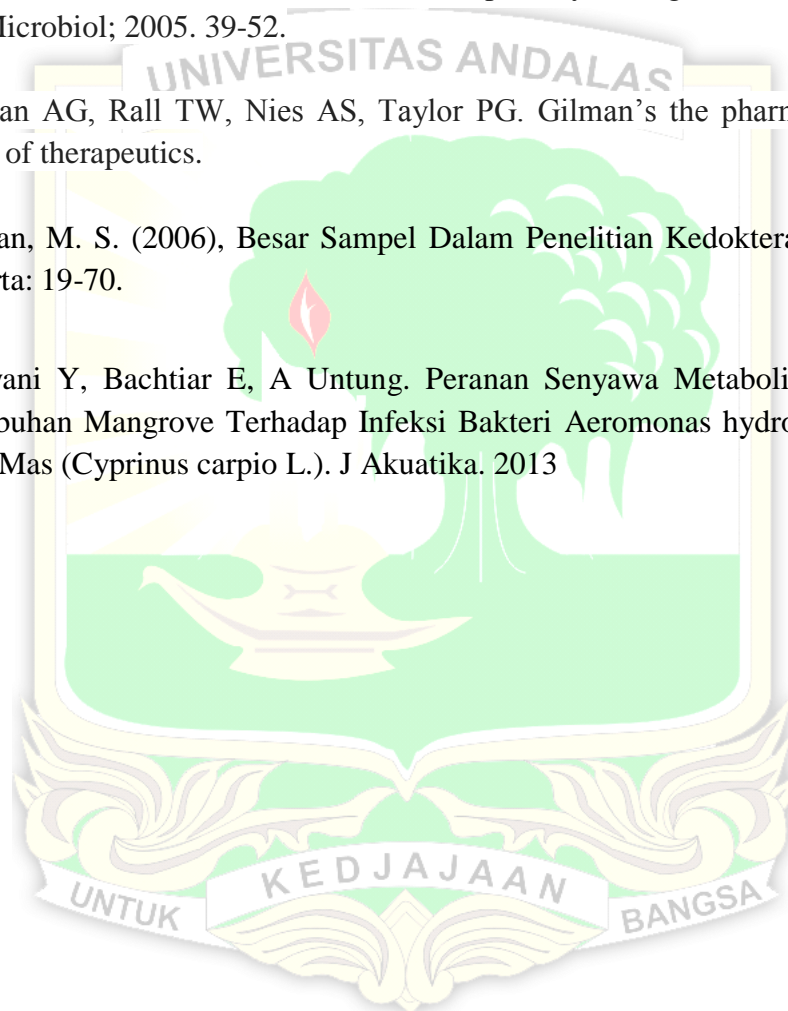 Microbiol; 2005. 39-52.
UNIVERSITAS ANDALAS
an AG, Rall TW, Nies AS, Taylor PG. Gilman’s the pharn
of therapeutics.
an, M. S. (2006), Besar Sampel Dalam Penelitian Kedoktera
rta: 19-70.
ani Y, Bachtiar E, A Untung. Peranan Senyawa Metaboli
buhan Mangrove Terhadap Infeksi Bakteri Aeromonas hydro
Mas (Cyprinus carpio L.). J Akuatika. 2013
UNTUK KEDJAJAAN BANGSA